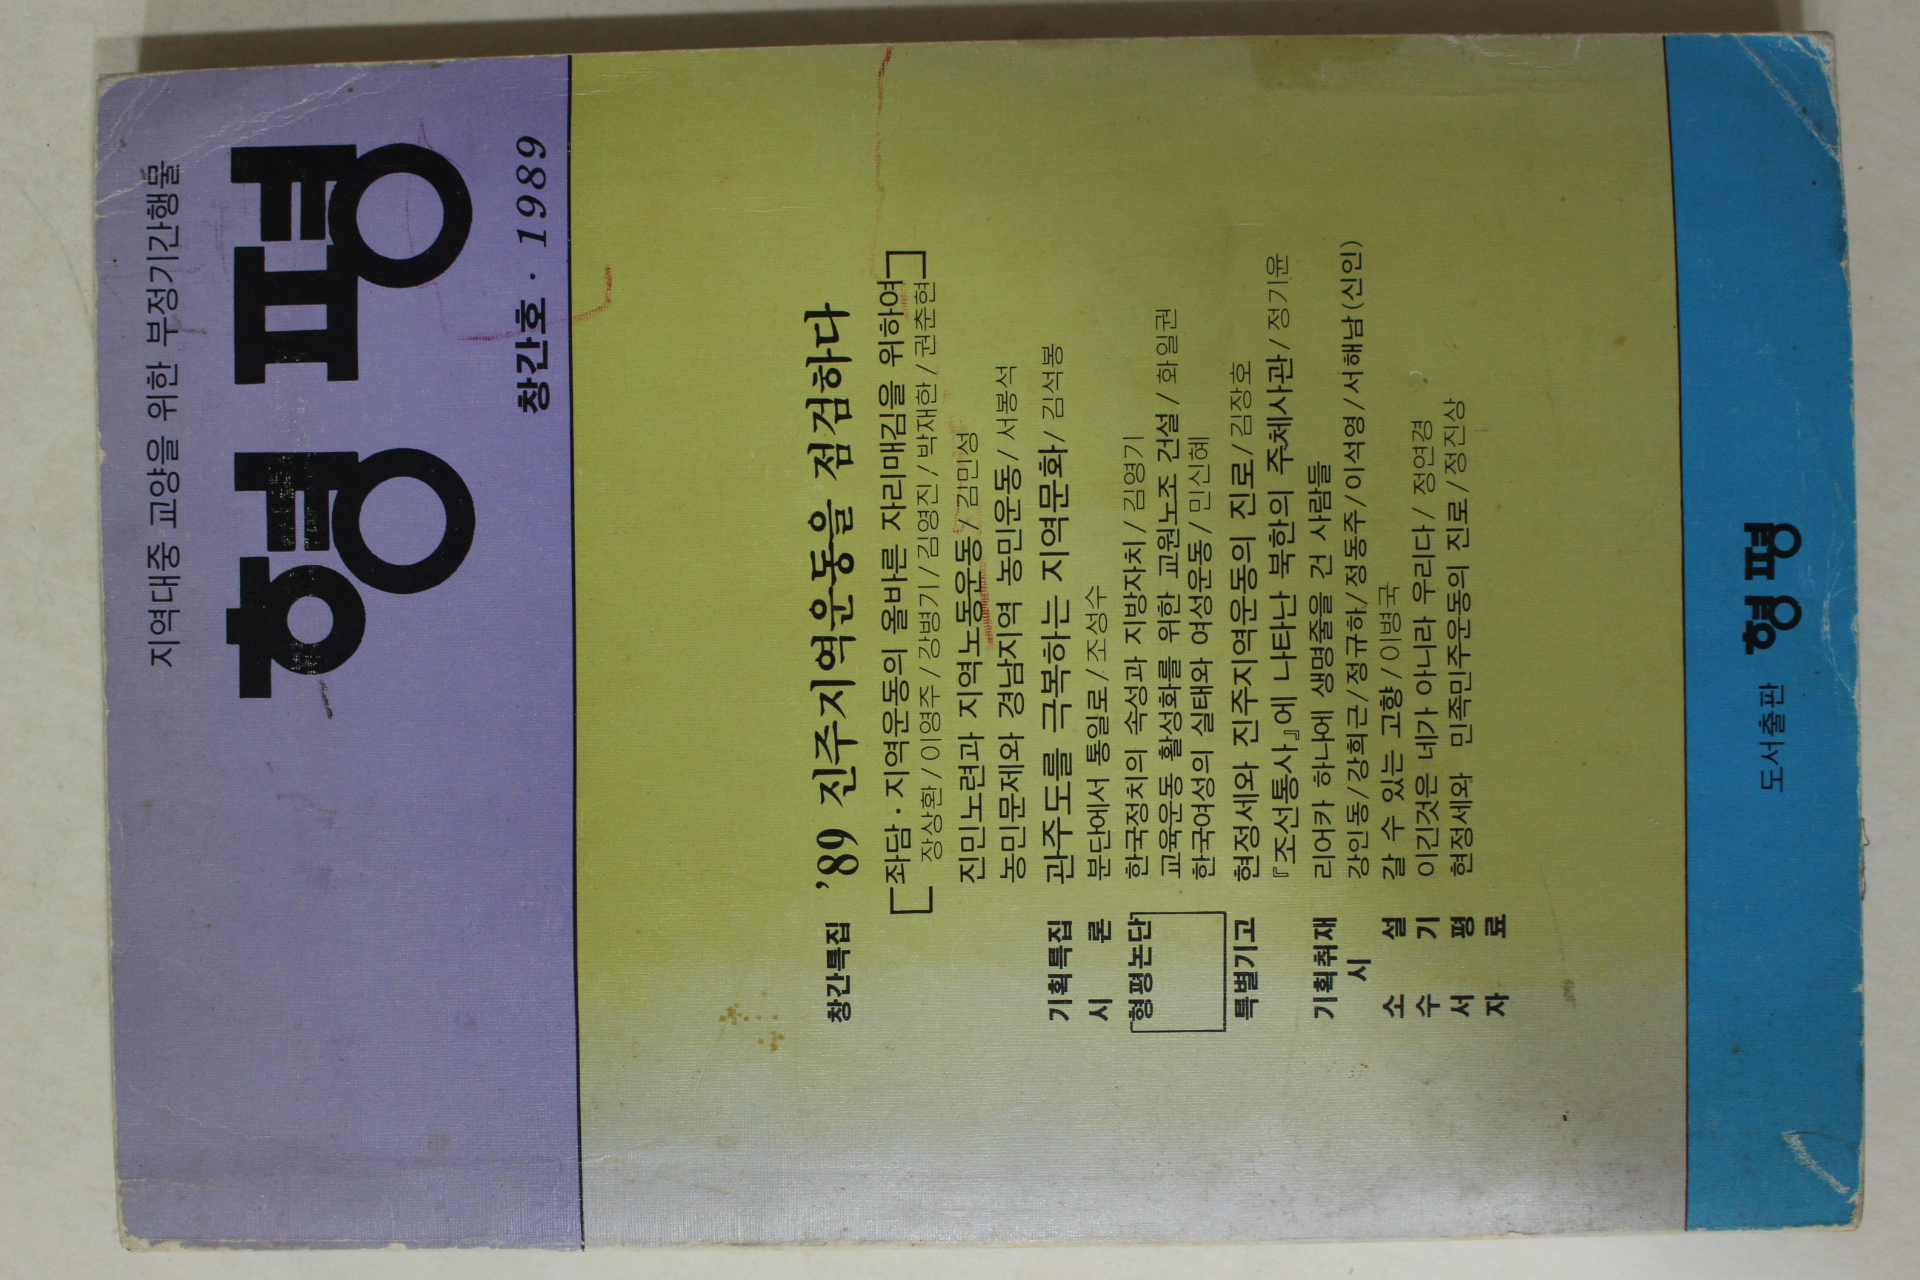 지역대중 교양을 위한 부정기간행물
형평
창간호 · 1989
창간특집 '89 진주지역운동을 점검하다
좌담 · 지역운동의 올바른 자리매김을 위하여
장상환/이영주/강병기/김영진/박재한/권춘현
진민노련과 지역노동운동/김민성
농민문제와 경남지역 농민운동/서봉석
기획특집 관주도를 극복하는 지역문화/김석봉
시론 분단에서 통일로/조성수
형평논단 한국정치의 속성과 지방자치/김영기
교육운동 활성화를 위한 교원노조 건설/화일권
한국여성의 실태와 여성운동/민신혜
특별기고 현정세와 진주지역운동의 진로/김장호
『조선통사』에 나타난 북한의 주체사관/정기윤
기획취재 리어카 하나에 생명줄을 건 사람들
시 강인동/강희근/정규하/정동주/이석영/서해남(신인)
소설 갈 수 있는 고향/이병국
수기 이긴것은 네가 아니라 우리다/정연경
서평 현정세와 민족민주운동의 진로/정진상
자료
도서출판 형평